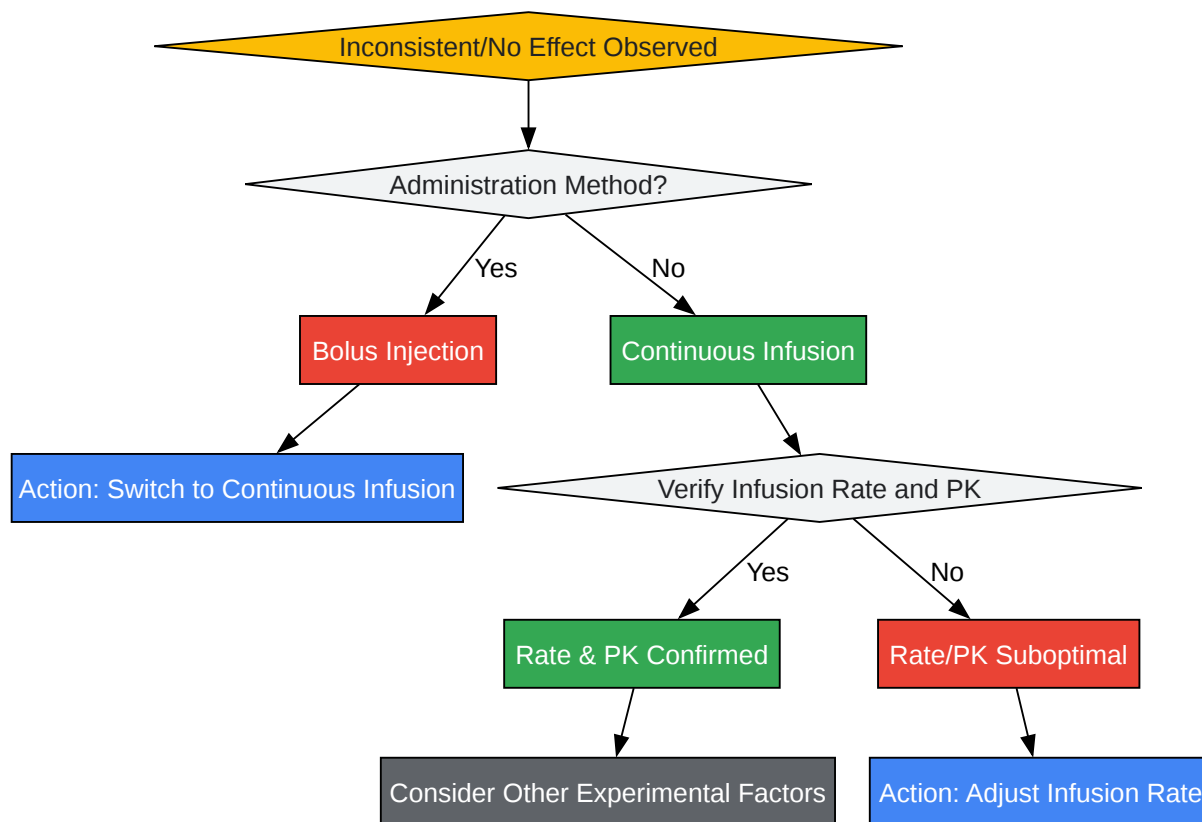 Inconsistent/No Effect Observed
Administration Method?
Yes
No
Bolus Injection
Continuous Infusion
Action: Switch to Continuous Infusion
Verify Infusion Rate and PK
Yes
No
Rate & PK Confirmed
Rate/PK Suboptimal
Consider Other Experimental Factors
Action: Adjust Infusion Rate